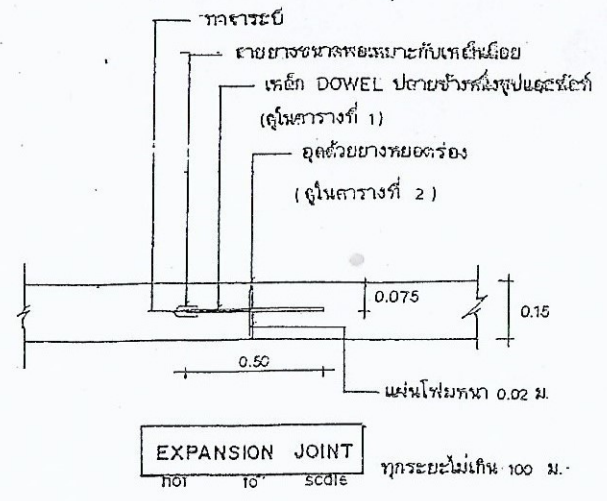 ทาจาระบี
สายยางขนาดพอเหมาะกับเหล็กเดือย
เหล็ก DOWEL ปลายข้างหนึ่งชุบแอสฟัลท์
(ดูในตารางที่ 1)
อุดด้วยยางหยอดร่อง
(ดูในตารางที่ 2)
0.075
0.15
0.50
แผ่นโฟมหนา 0.02 ม.
EXPANSION JOINT
not to scale
ทุกระยะไม่เกิน 100 ม.